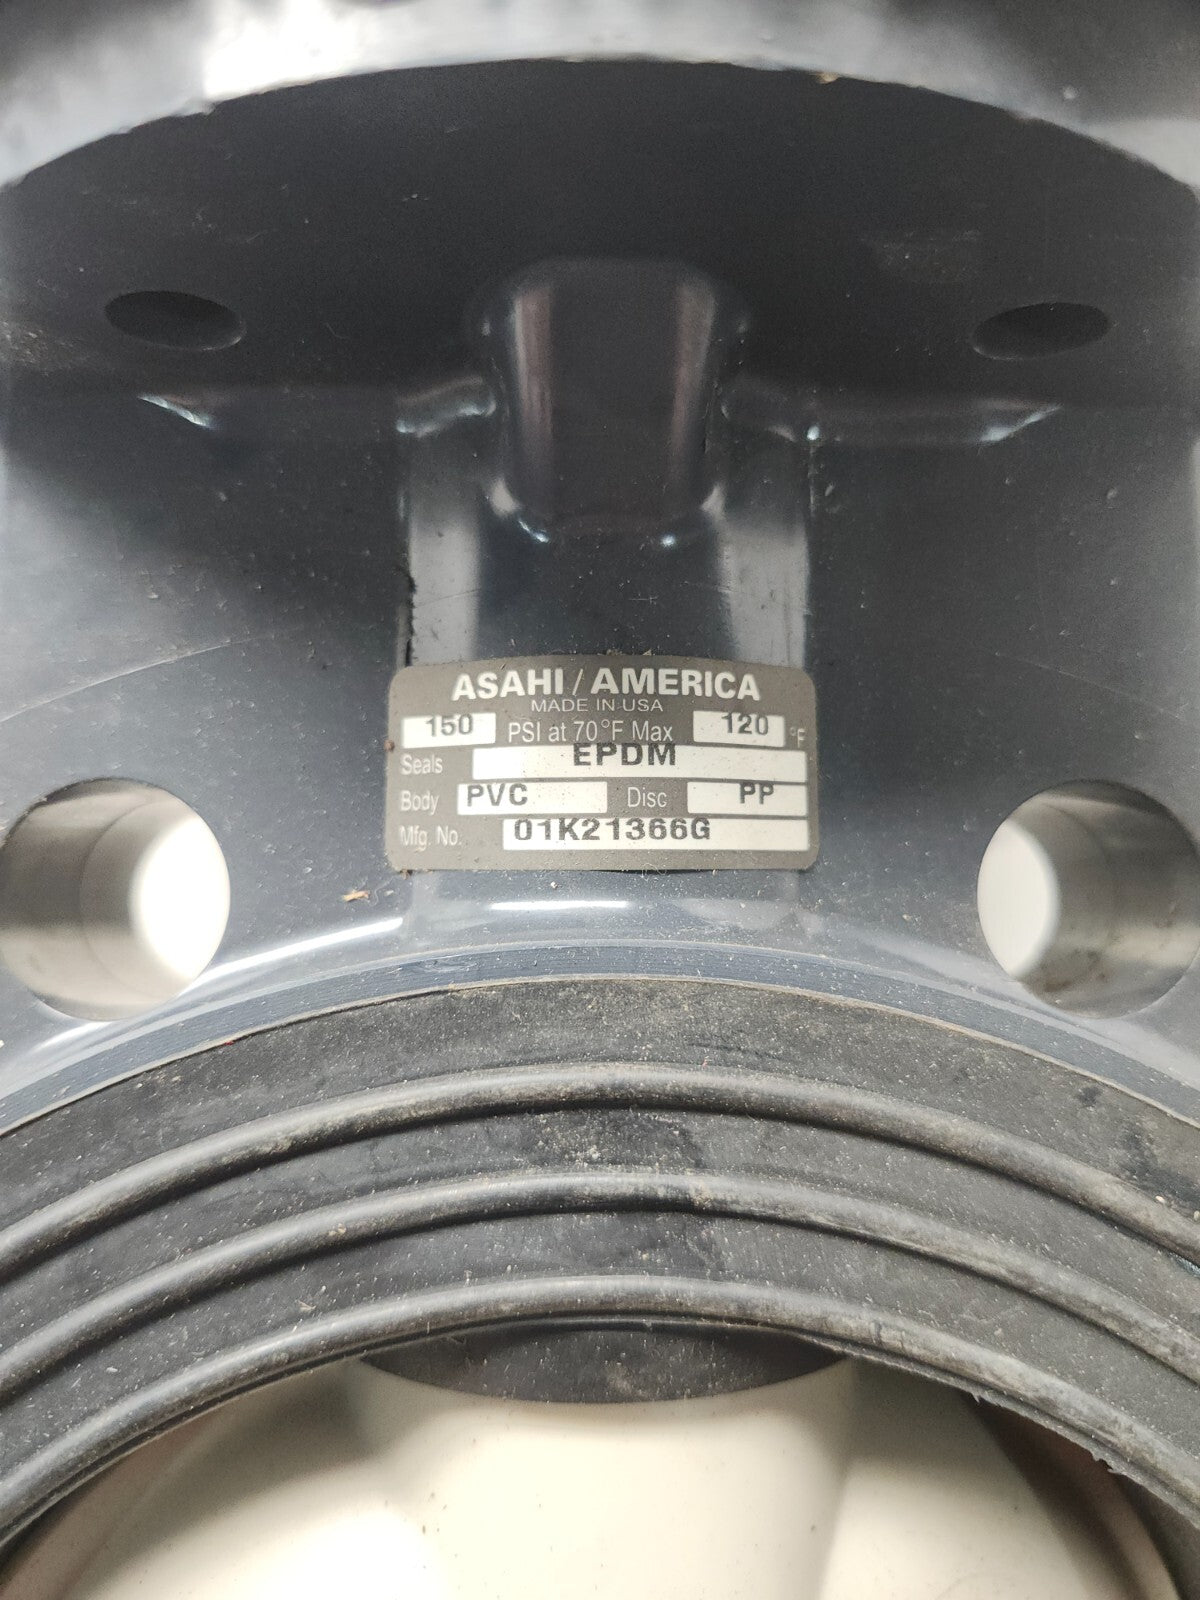 ASAHI / AMERICA
MADE IN USA
150 PSI at 70°F Max 120 °F
Seals EPDM
Body PVC Disc PP
Mfg. No. 01K21366G